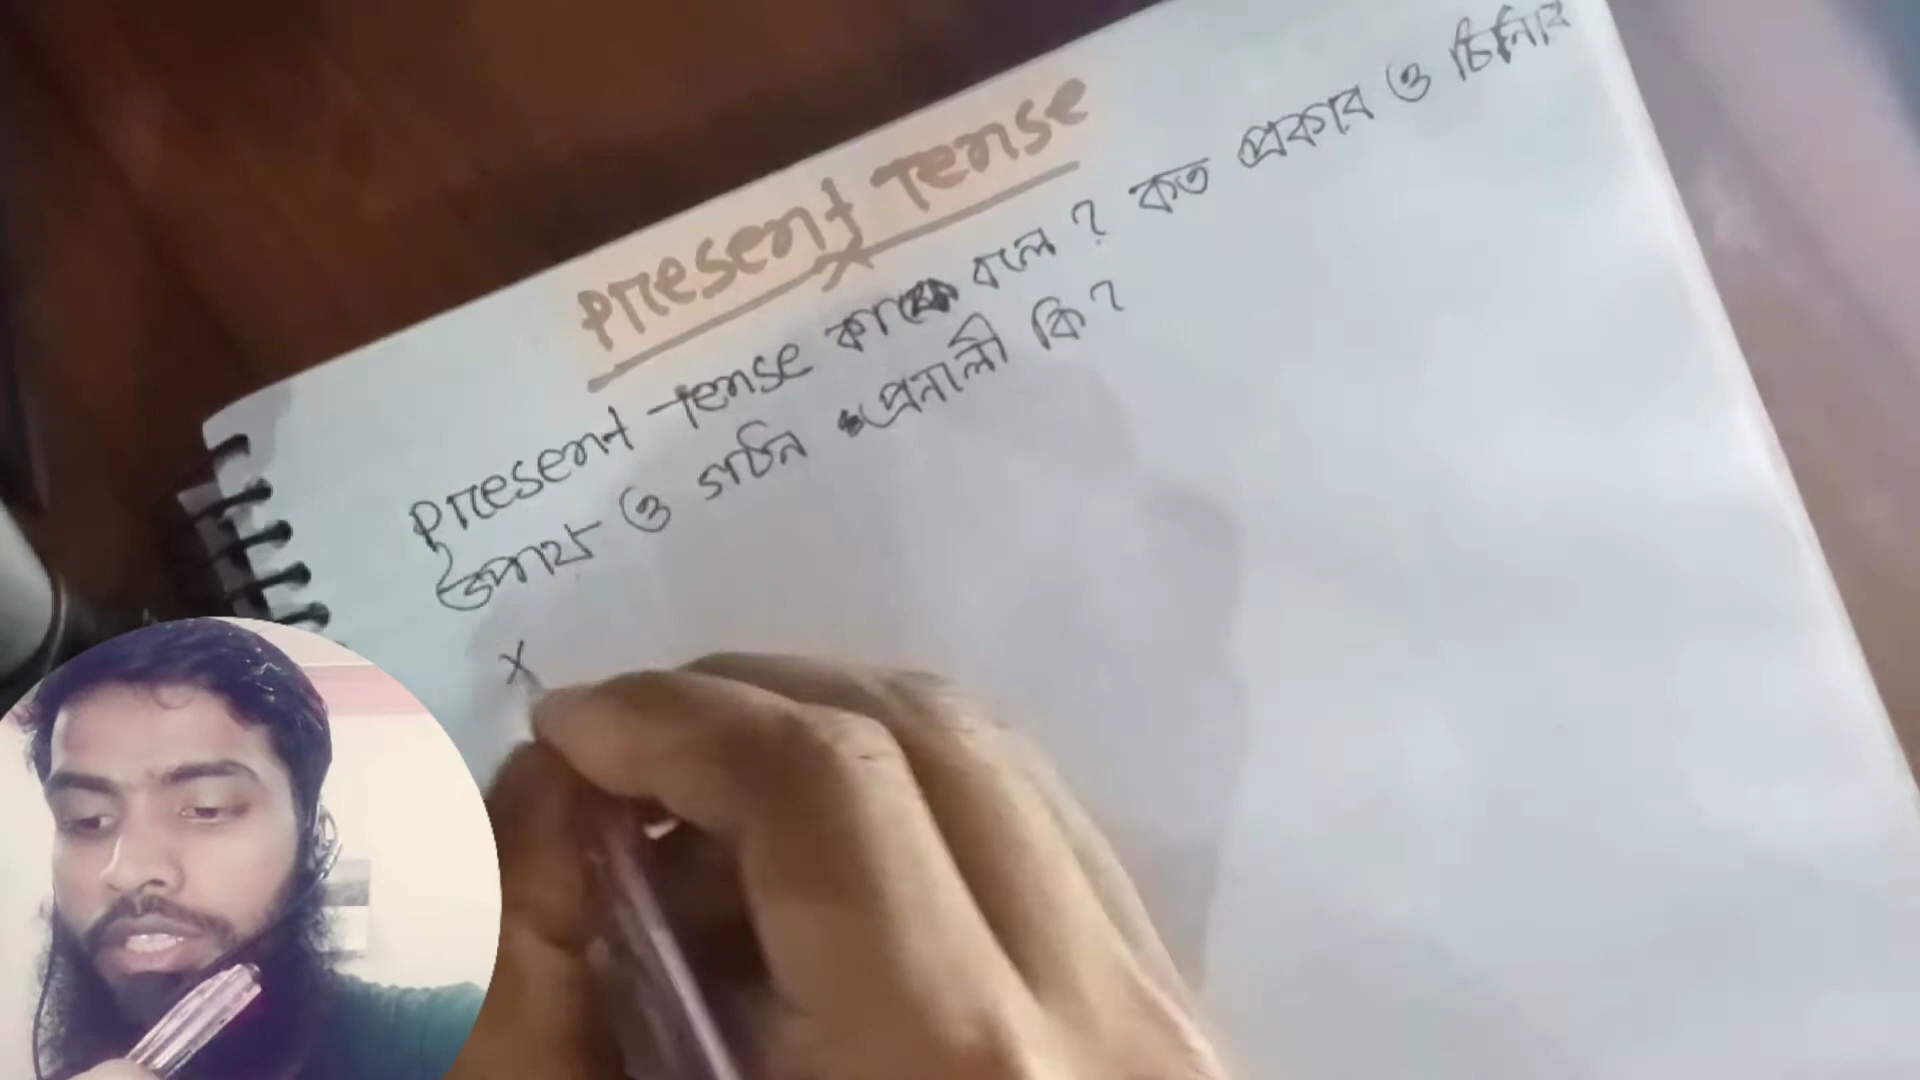 Present Tense
Present Tense কাকে বলে? কত প্রকার ও চিনার
উপায় ও গঠন প্রনালী কি?
x